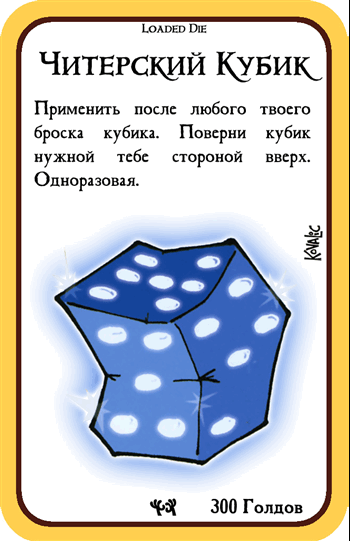 Loaded Die
Читерский Кубик
Применить после любого твоего
броска кубика. Поверни кубик
нужной тебе стороной вверх.
Одноразовая.
Kovalic
300 Голдов